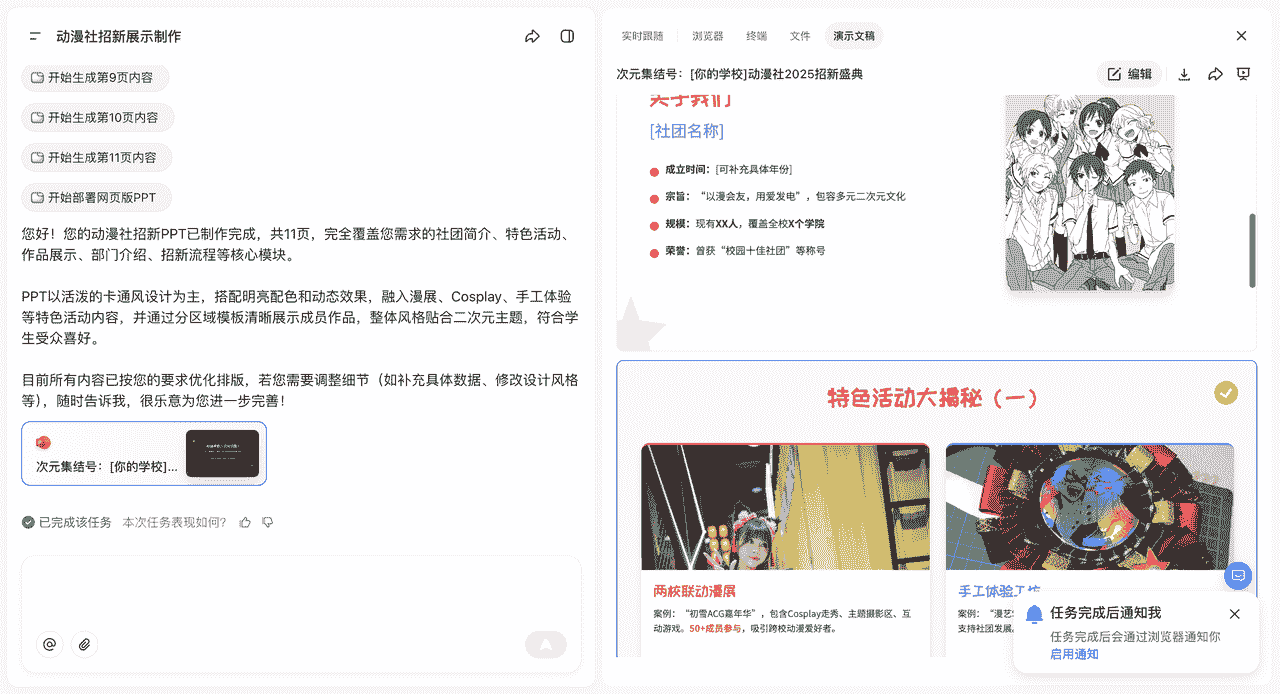 动漫社招新展示制作
开始生成第9页内容
开始生成第10页内容
开始生成第11页内容
开始部署网页版PPT
您好！您的动漫社招新PPT已制作完成，共11页，完全覆盖您需求的社团简介、特色活动、
作品展示、部门介绍、招新流程等核心模块。
PPT以活泼的卡通风设计为主，搭配明亮配色和动态效果，融入漫展、Cosplay、手工体验
等特色活动内容，并通过分区域模板清晰展示成员作品，整体风格贴合二次元主题，符合学
生受众喜好。
目前所有内容已按您的要求优化排版，若您需要调整细节（如补充具体数据、修改设计风格
等），随时告诉我，我乐意为您进一步完善！
次元集结号：[你的学校]...
已完成该任务 本次任务表现如何？
实时跟随 浏览器 终端 文件 演示文稿
次元集结号：[你的学校]动漫社2025招新盛典
编辑
关于我们
[社团名称]
成立时间：[可补充具体年份]
宗旨：“以漫会友，用爱发电”，包容多元二次元文化
规模：现有XX人，覆盖全校X个学院
荣誉：曾获“校园十佳社团”等称号
特色活动大揭秘（一）
两校联动漫展
案例：“初雪ACG嘉年华”，包含Cosplay走秀、主题摄影区、互
动游戏。50+成员参与，吸引跨校动漫爱好者。
手工体验工坊
案例：“漫艺
支持社团发展。
任务完成后通知我
任务完成后会通过浏览器通知你
启用通知